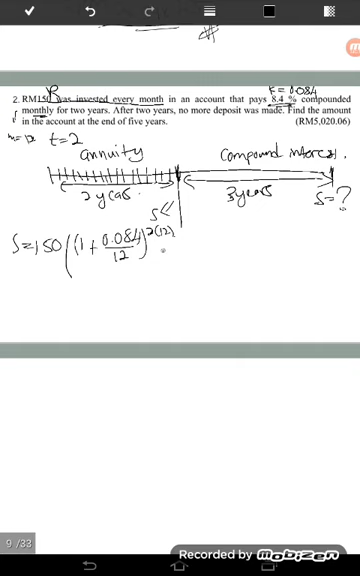 R r = 0.084
2. RM150 was invested every month in an account that pays 8.4 % compounded
monthly for two years. After two years, no more deposit was made. Find the amount
in the account at the end of five years. (RM5,020.06)
m = 12 t = 2
annuity compound interest.
2 years. 3 years S = ?
S
S = 150 ( (1 + 0.084/12)^2(12)
9 /33
Recorded by Mobizen